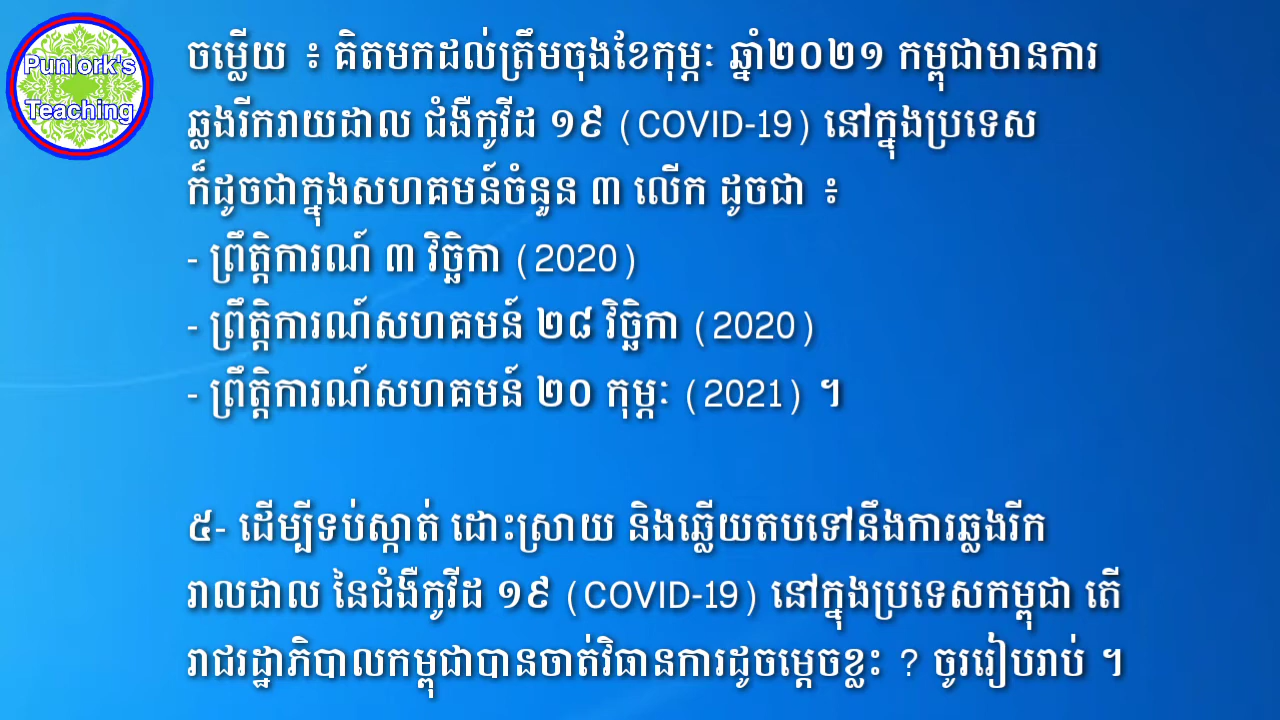 Punlork's
Teaching
ចម្លើយ ៖ គិតមកដល់ត្រឹមចុងខែកុម្ភៈ ឆ្នាំ២០២១ កម្ពុជាមានការ
ឆ្លងរីករាយដាល ជំងឺកូវីដ ១៩ (COVID-19) នៅក្នុងប្រទេស
ក៏ដូចជាក្នុងសហគមន៍ចំនួន ៣ លើក ដូចជា ៖
- ព្រឹត្តិការណ៍ ៣ វិច្ឆិកា (2020)
- ព្រឹត្តិការណ៍សហគមន៍ ២៨ វិច្ឆិកា (2020)
- ព្រឹត្តិការណ៍សហគមន៍ ២០ កុម្ភៈ (2021) ។
៥- ដើម្បីទប់ស្កាត់ ដោះស្រាយ និងឆ្លើយតបទៅនឹងការឆ្លងរីក
រាលដាល នៃជំងឺកូវីដ ១៩ (COVID-19) នៅក្នុងប្រទេសកម្ពុជា តើ
រាជរដ្ឋាភិបាលកម្ពុជាបានចាត់វិធានការដូចម្តេចខ្លះ ? ចូររៀបរាប់ ។